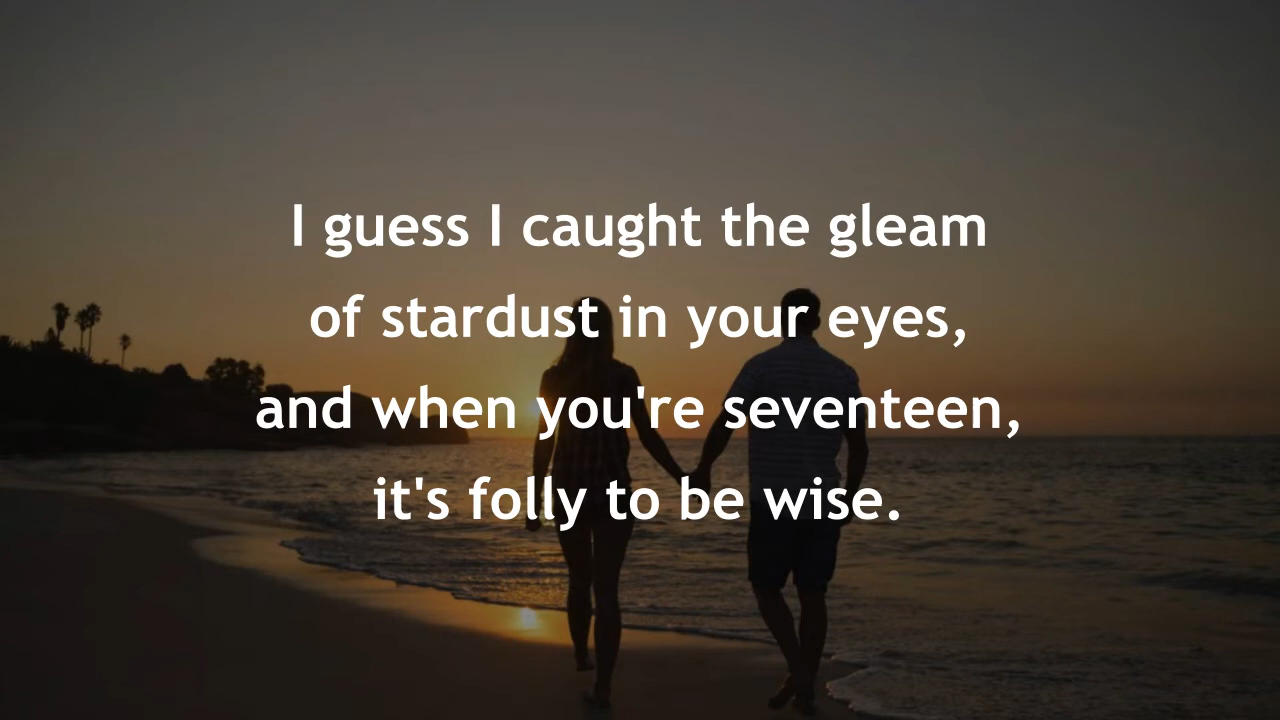 I guess I caught the gleam
of stardust in your eyes,
and when you're seventeen,
it's folly to be wise.